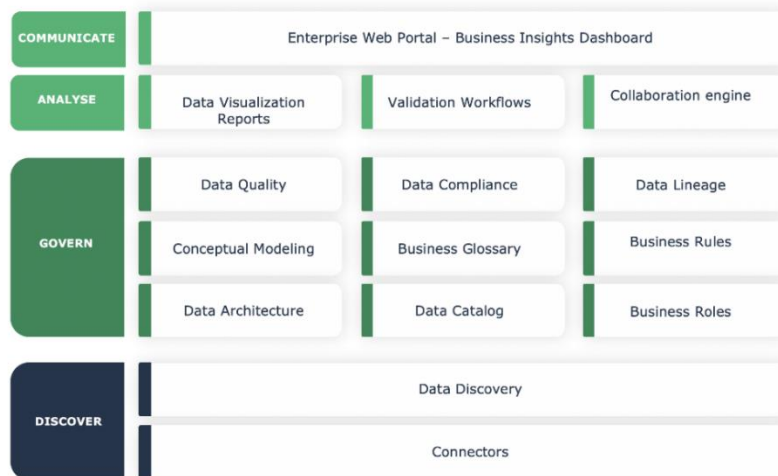 COMMUNICATE
Enterprise Web Portal – Business Insights Dashboard
ANALYSE
Data Visualization
Reports
Validation Workflows
Collaboration engine
GOVERN
Data Quality
Data Compliance
Data Lineage
Conceptual Modeling
Business Glossary
Business Rules
Data Architecture
Data Catalog
Business Roles
DISCOVER
Data Discovery
Connectors